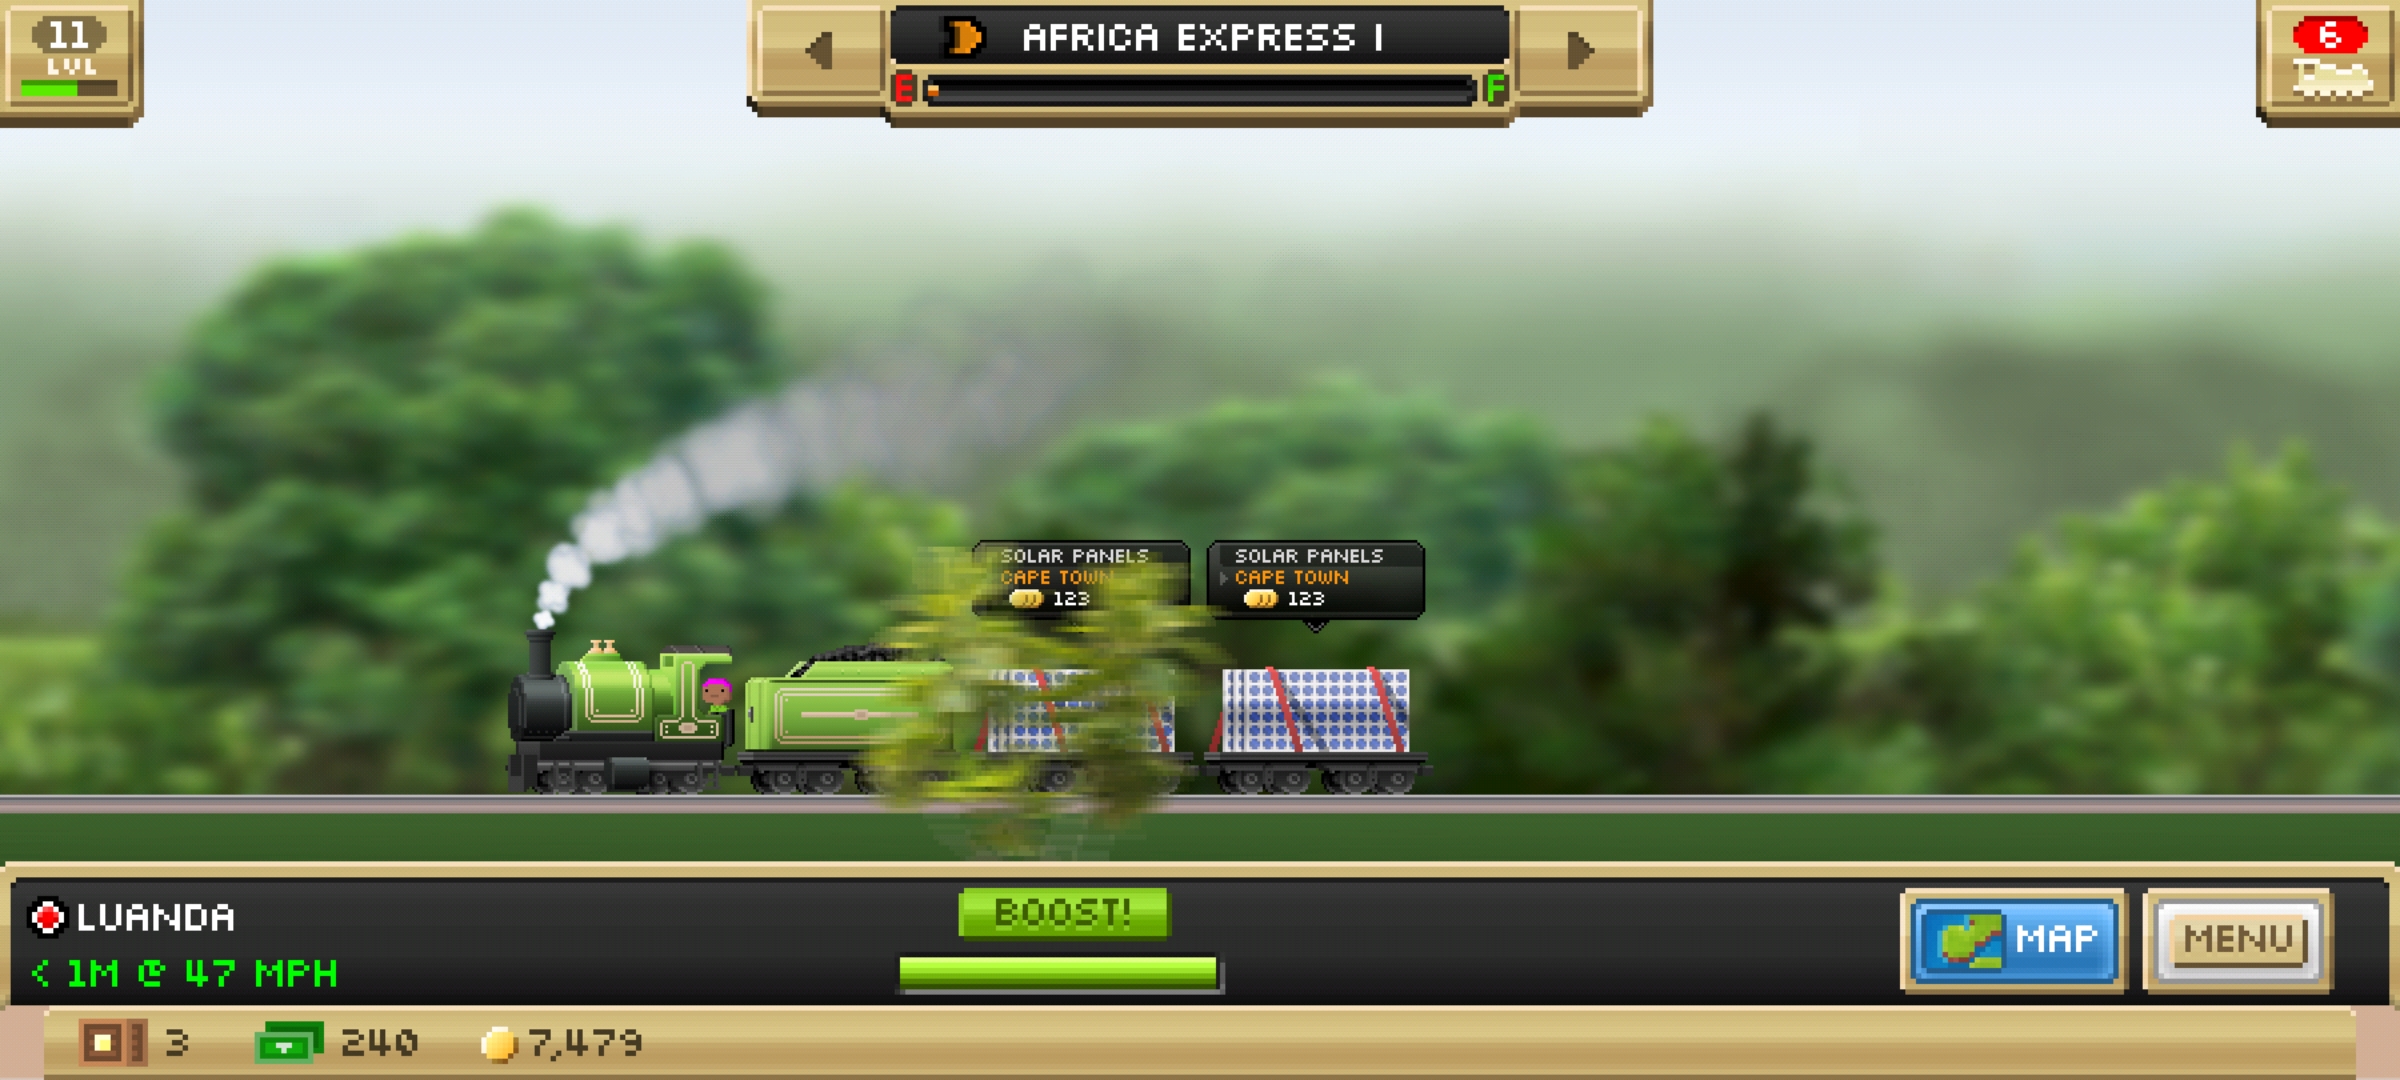 11
LVL
AFRICA EXPRESS I
E
F
6
SOLAR PANELS
CAPE TOWN
123
SOLAR PANELS
CAPE TOWN
123
LUANDA
< 1M @ 47 MPH
BOOST!
MAP
MENU
3
240
7,479